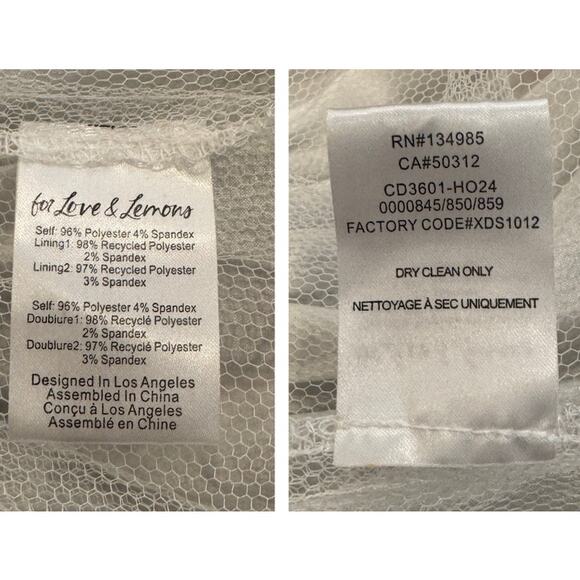 for Love & Lemons
Self: 96% Polyester 4% Spandex
Lining1: 98% Recycled Polyester
2% Spandex
Lining2: 97% Recycled Polyester
3% Spandex
Self: 96% Polyester 4% Spandex
Doublure1: 98% Recyclé Polyester
2% Spandex
Doublure2: 97% Recyclé Polyester
3% Spandex
Designed In Los Angeles
Assembled In China
Conçu à Los Angeles
Assemblé en Chine
RN#134985
CA#50312
CD3601-HO24
0000845/850/859
FACTORY CODE#XDS1012
DRY CLEAN ONLY
NETTOYAGE À SEC UNIQUEMENT